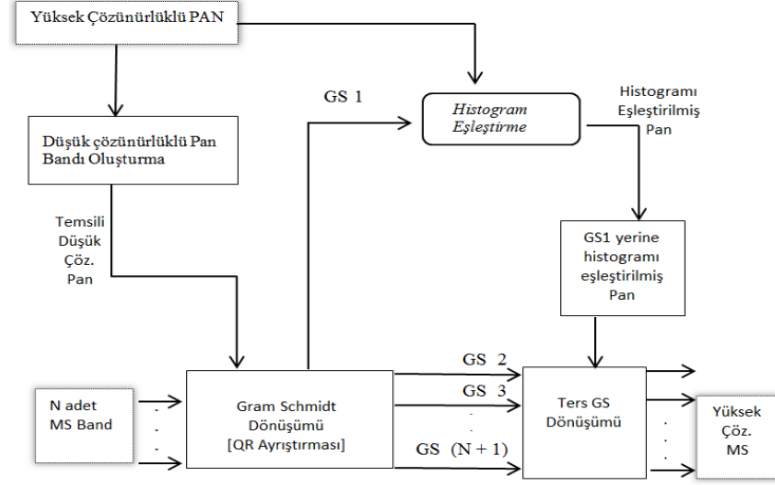 Yüksek Çözünürlüklü PAN
GS 1
Histogram
Eşleştirme
Histogramı
Eşleştirilmiş
Pan
Düşük çözünürlüklü Pan
Bandı Oluşturma
Temsili
Düşük
Çöz.
Pan
GS1 yerine
histogramı
eşleştirilmiş
Pan
N adet
MS Band
Gram Schmidt
Dönüşümü
[QR Ayrıştırması]
GS 2
GS 3
GS (N + 1)
Ters GS
Dönüşümü
Yüksek
Çöz.
MS